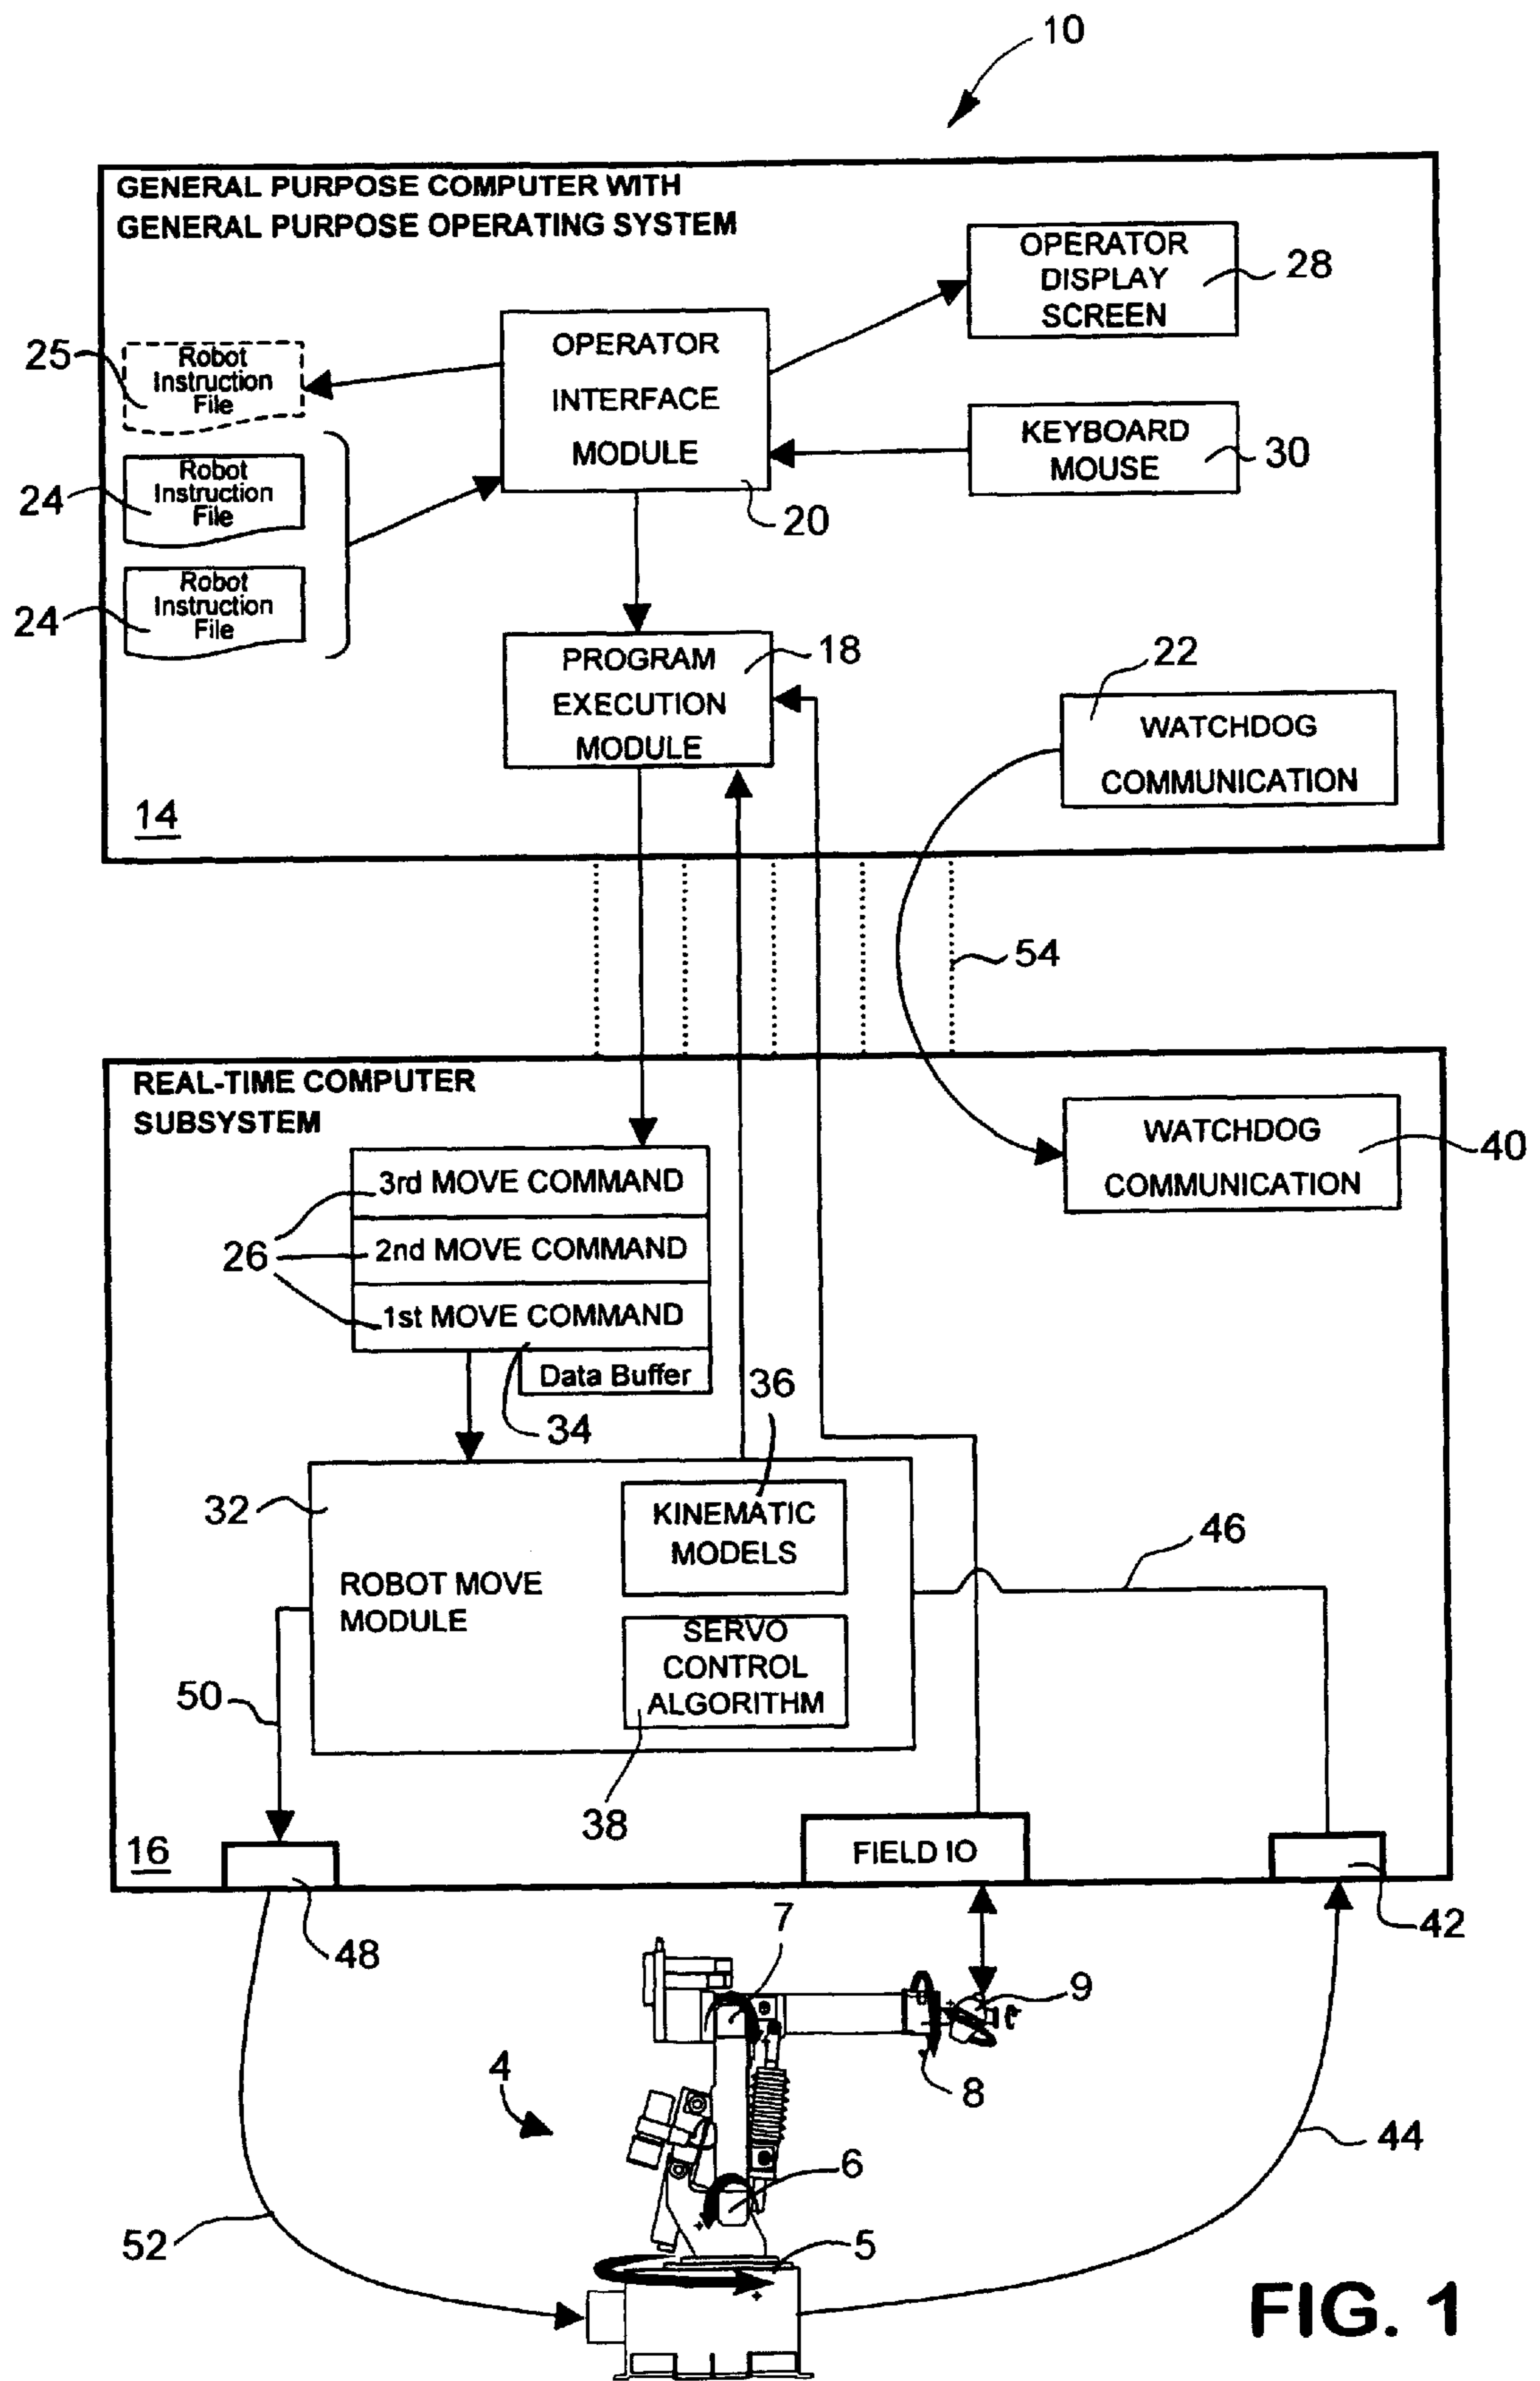 10
GENERAL PURPOSE COMPUTER WITH
GENERAL PURPOSE OPERATING SYSTEM
OPERATOR
DISPLAY
SCREEN
28
25
Robot
Instruction
File
OPERATOR
INTERFACE
MODULE
20
KEYBOARD
MOUSE
30
24
Robot
Instruction
File
24
Robot
Instruction
File
PROGRAM
EXECUTION
MODULE
18
22
WATCHDOG
COMMUNICATION
14
54
REAL-TIME COMPUTER
SUBSYSTEM
WATCHDOG
COMMUNICATION
40
3rd MOVE COMMAND
26
2nd MOVE COMMAND
1st MOVE COMMAND
Data Buffer
34
36
32
KINEMATIC
MODELS
ROBOT MOVE
MODULE
46
SERVO
CONTROL
ALGORITHM
50
38
16
FIELD IO
48
42
7
9
4
8
6
44
52
5
FIG. 1